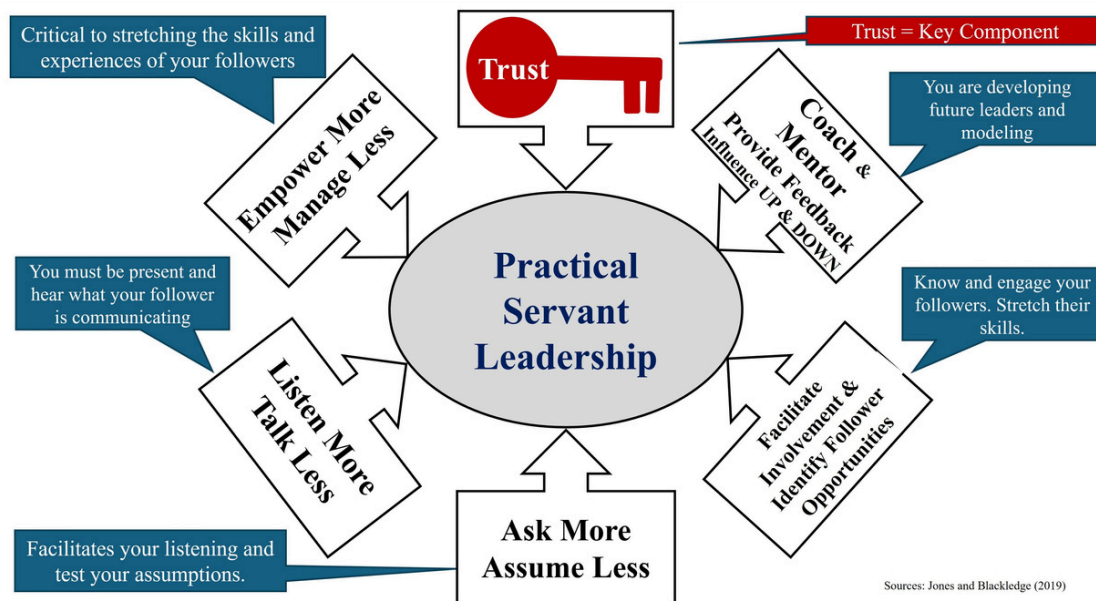 Critical to stretching the skills and
experiences of your followers
Trust
Trust = Key Component
You are developing
future leaders and
modeling
Empower More
Manage Less
Coach &
Mentor
Provide Feedback
Influence UP & DOWN
You must be present and
hear what your follower
is communicating
Practical
Servant
Leadership
Know and engage your
followers. Stretch their
skills.
Listen More
Talk Less
Facilitate
Involvement &
Identify Follower
Opportunities
Ask More
Assume Less
Facilitates your listening and
test your assumptions.
Sources: Jones and Blackledge (2019)